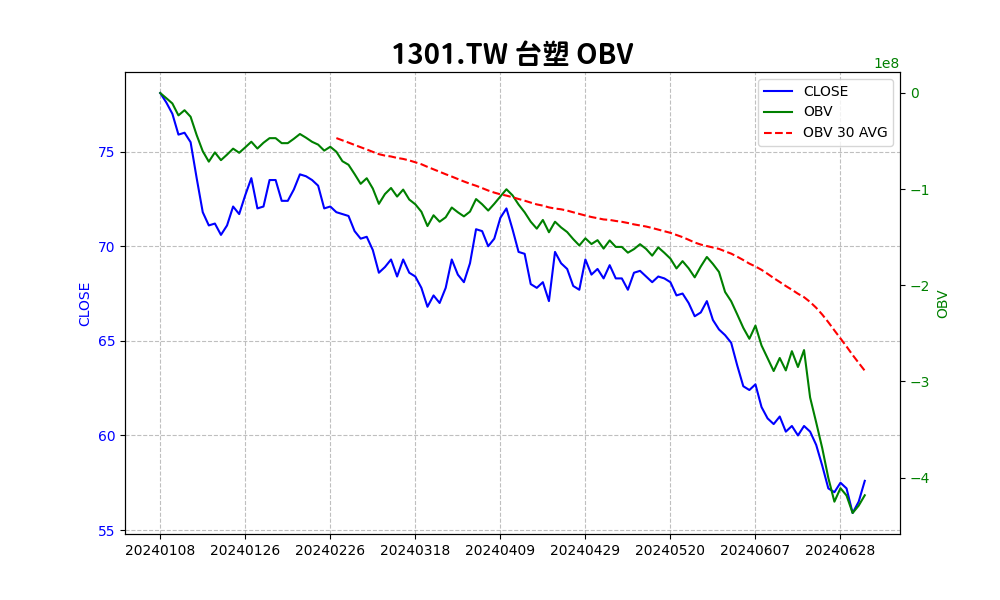 1301.TW 台塑 OBV
1e8
CLOSE
OBV
OBV 30 AVG
75
70
65
60
55
CLOSE
0
−1
−2
−3
−4
OBV
20240108 20240126 20240226 20240318 20240409 20240429 20240520 20240607 20240628